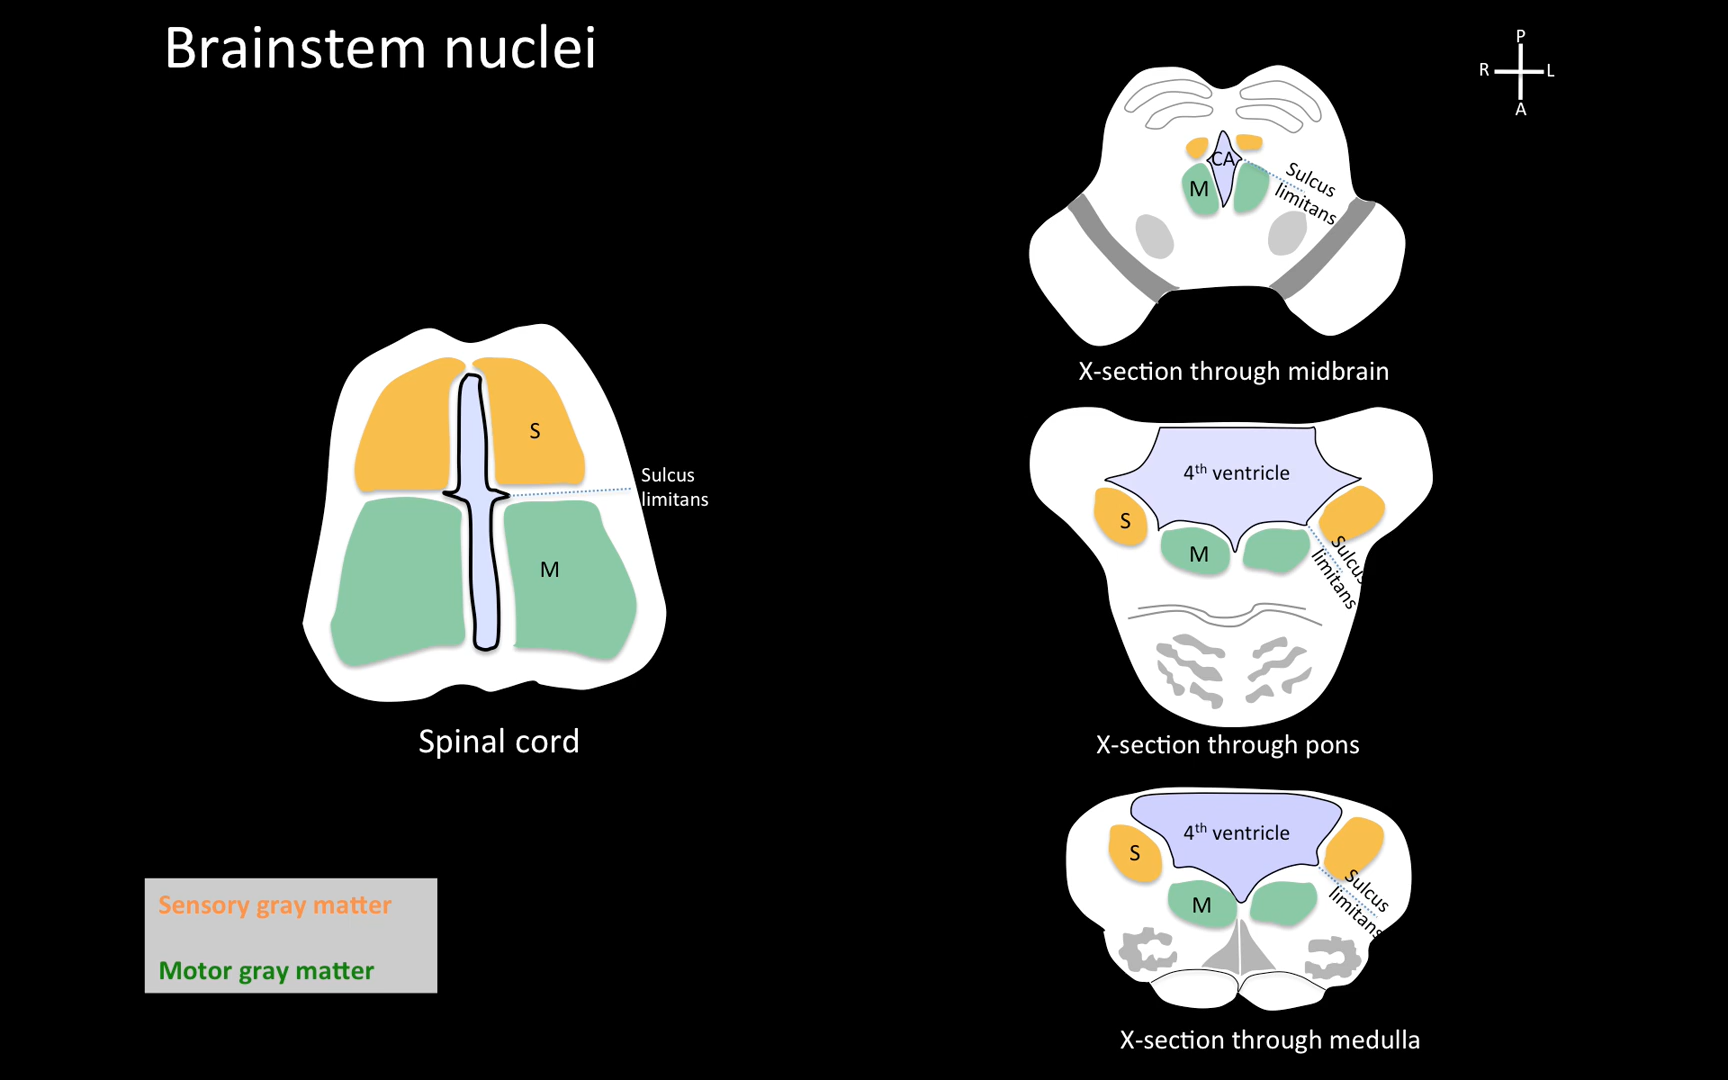 Brainstem nuclei
P
R
L
A
CA
M
Sulcus
limitans
X-section through midbrain
S
Sulcus
limitans
M
Spinal cord
4th ventricle
S
M
Sulcus
limitans
X-section through pons
4th ventricle
S
M
Sulcus
limitans
X-section through medulla
Sensory gray matter
Motor gray matter